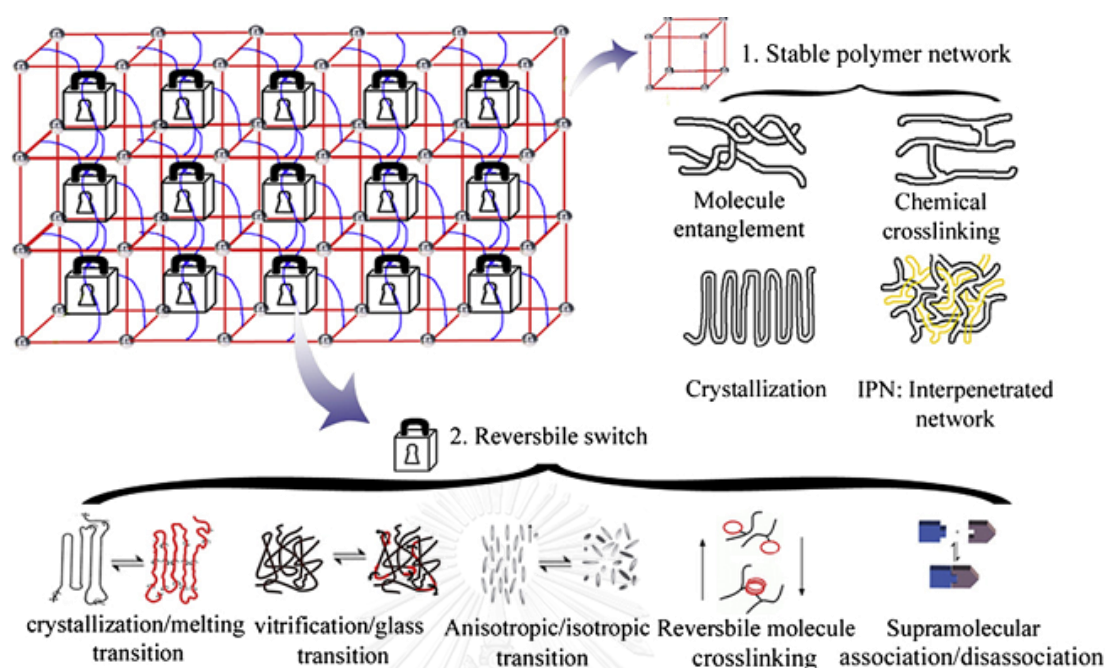 1. Stable polymer network
Molecule
entanglement
Chemical
crosslinking
Crystallization
IPN: Interpenetrated
network
2. Reversbile switch
crystallization/melting
transition
vitrification/glass
transition
Anisotropic/isotropic
transition
Reversbile molecule
crosslinking
Supramolecular
association/disassociation